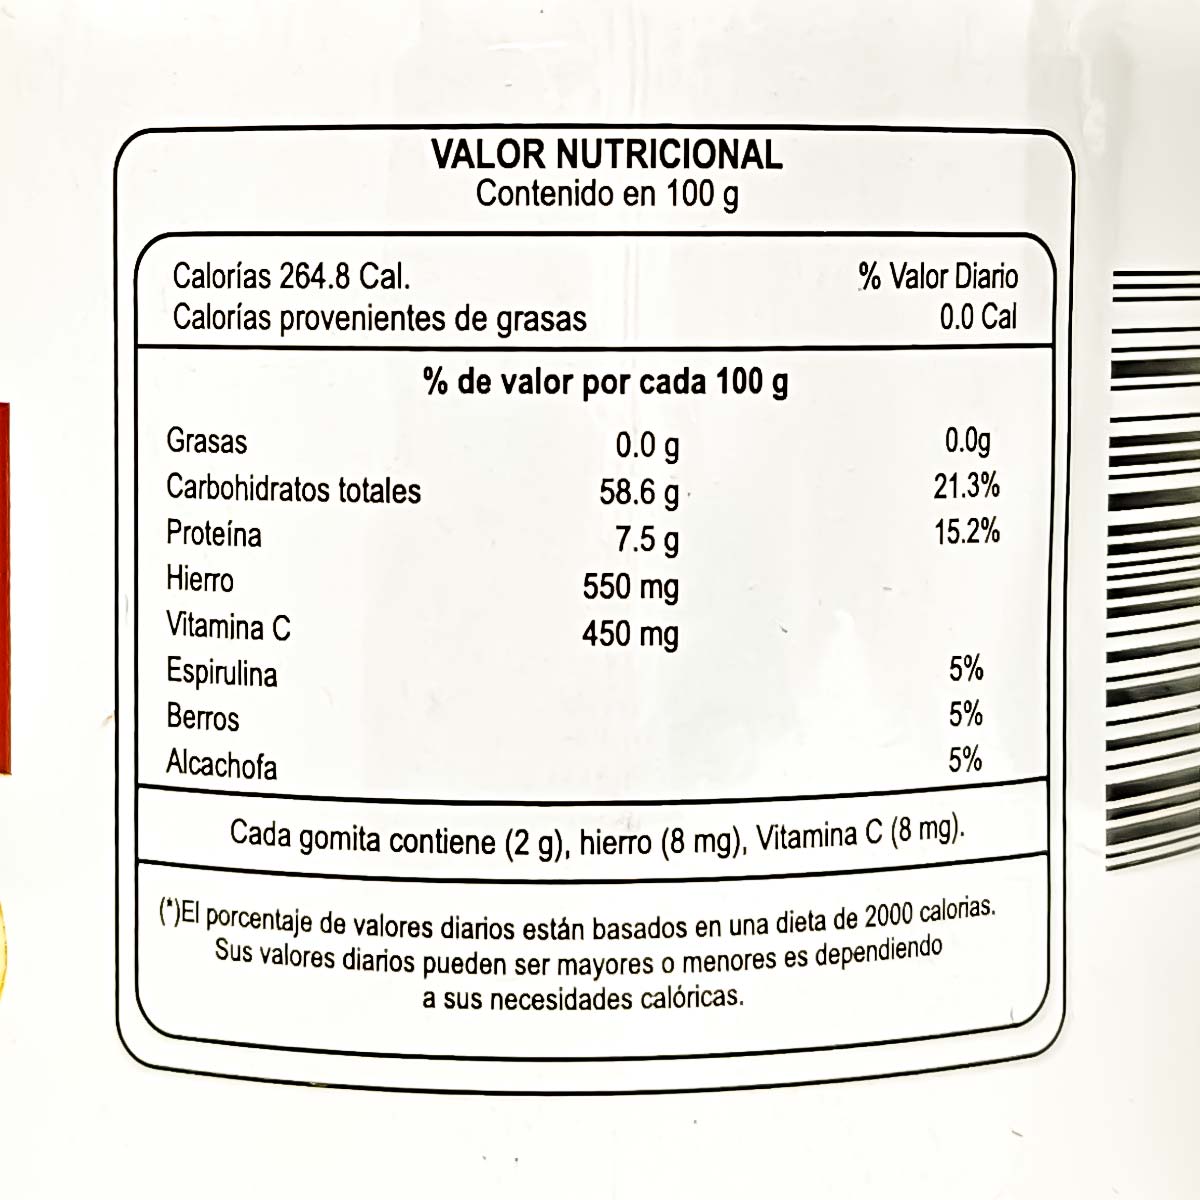 VALOR NUTRICIONAL
Contenido en 100 g
Calorías 264.8 Cal. % Valor Diario
Calorías provenientes de grasas 0.0 Cal
% de valor por cada 100 g
Grasas 0.0 g 0.0g
Carbohidratos totales 58.6 g 21.3%
Proteína 7.5 g 15.2%
Hierro 550 mg
Vitamina C 450 mg
Espirulina 5%
Berros 5%
Alcachofa 5%
Cada gomita contiene (2 g), hierro (8 mg), Vitamina C (8 mg).
(*)El porcentaje de valores diarios están basados en una dieta de 2000 calorias.
Sus valores diarios pueden ser mayores o menores es dependiendo
a sus necesidades calóricas.